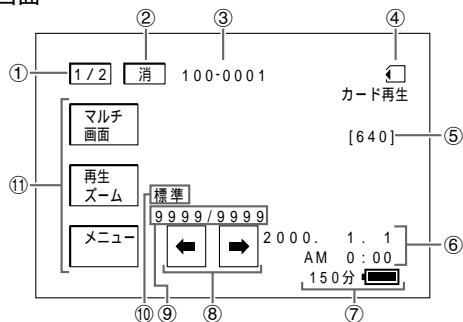 画面
② ③ ④
① 1/2 消 100-0001
カード再生
マルチ
画面
[640] ⑤
⑪ 再生
ズーム
標準
9999/9999
メニュー
2000. 1. 1
AM 0:00 ⑥
150分
⑩ ⑨ ⑧ ⑦